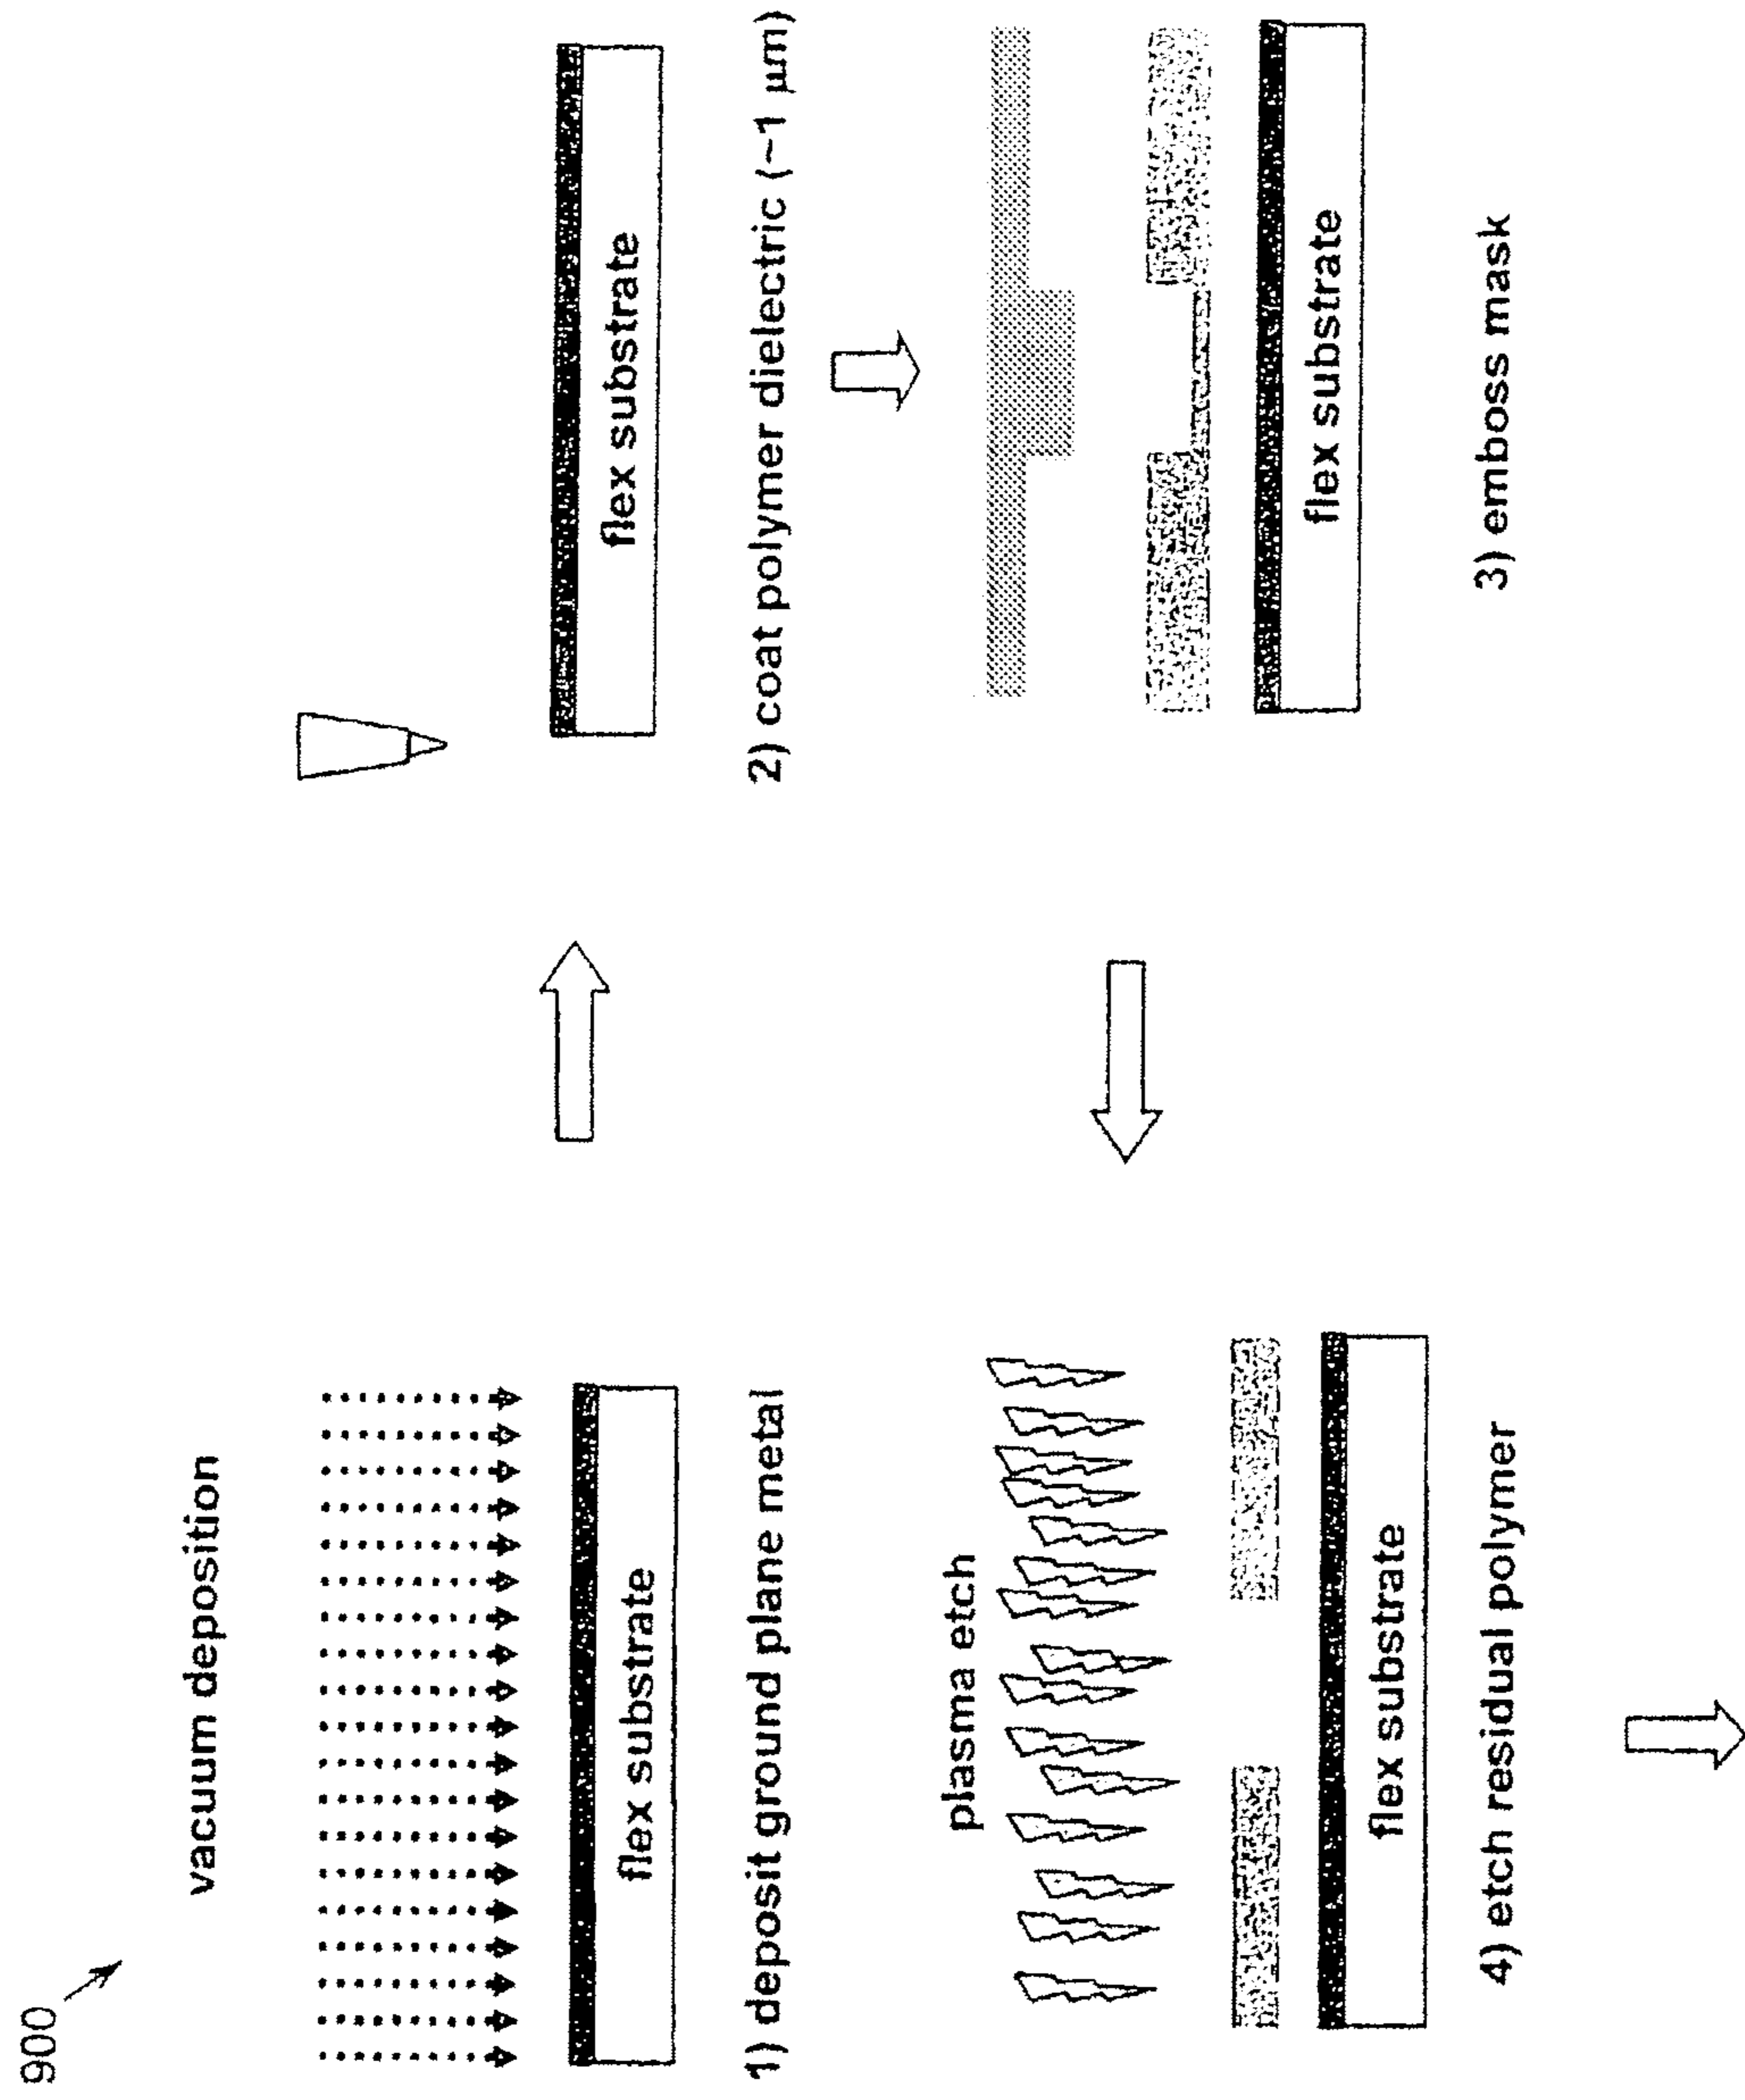 900
vacuum deposition
flex substrate
1) deposit ground plane metal
flex substrate
2) coat polymer dielectric (~1 μm)
flex substrate
3) emboss mask
plasma etch
flex substrate
4) etch residual polymer